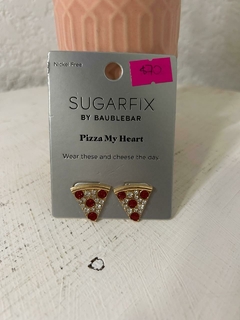 Nickel Free
SUGARFIX
BY BAUBLEBAR
Pizza My Heart
Wear these and cheese the day